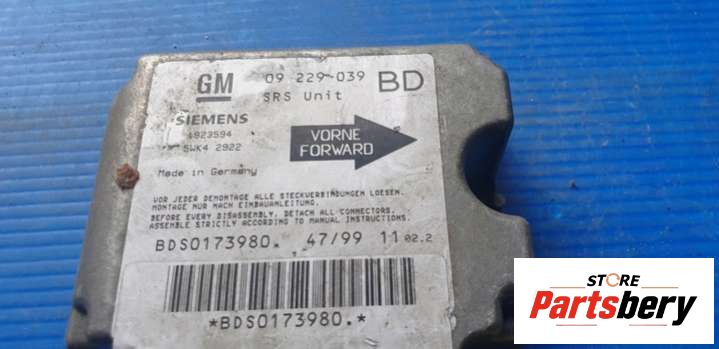 GM 09 229-039 BD
SRS Unit
SIEMENS
5WK4 2922
VORNE
FORWARD
Made in Germany
VOR JEDER DEMONTAGE ALLE STECKVERBINDUNGEN LOESEN.
MONTAGE NUR NACH EINBAUANLEITUNG.
BEFORE EVERY DISASSEMBLY, DETACH ALL CONNECTORS.
ASSEMBLE STRICTLY ACCORDING TO MANUAL INSTRUCTIONS.
BDS0173980. 47/99 11 02.2
*BDS0173980.*
STORE
Partsbery